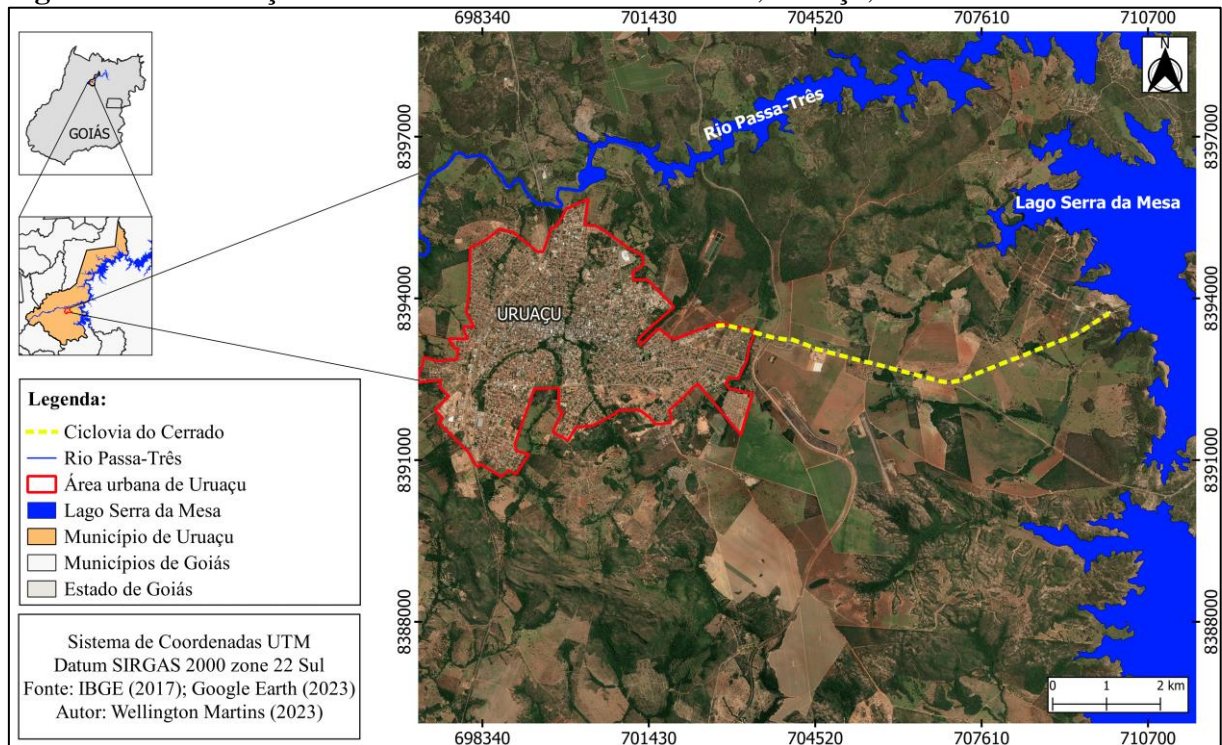 698340 701430 704520 707610 710700
N
GOIÁS
Rio Passa-Três
8397000 8397000
Lago Serra da Mesa
8394000 8394000
URUAÇU
8391000 8391000
Legenda:
Ciclovia do Cerrado
Rio Passa-Três
Área urbana de Uruaçu
Lago Serra da Mesa
Município de Uruaçu
Municípios de Goiás
Estado de Goiás
8388000 8388000
Sistema de Coordenadas UTM
Datum SIRGAS 2000 zone 22 Sul
Fonte: IBGE (2017); Google Earth (2023)
Autor: Wellington Martins (2023)
0 1 2 km
698340 701430 704520 707610 710700